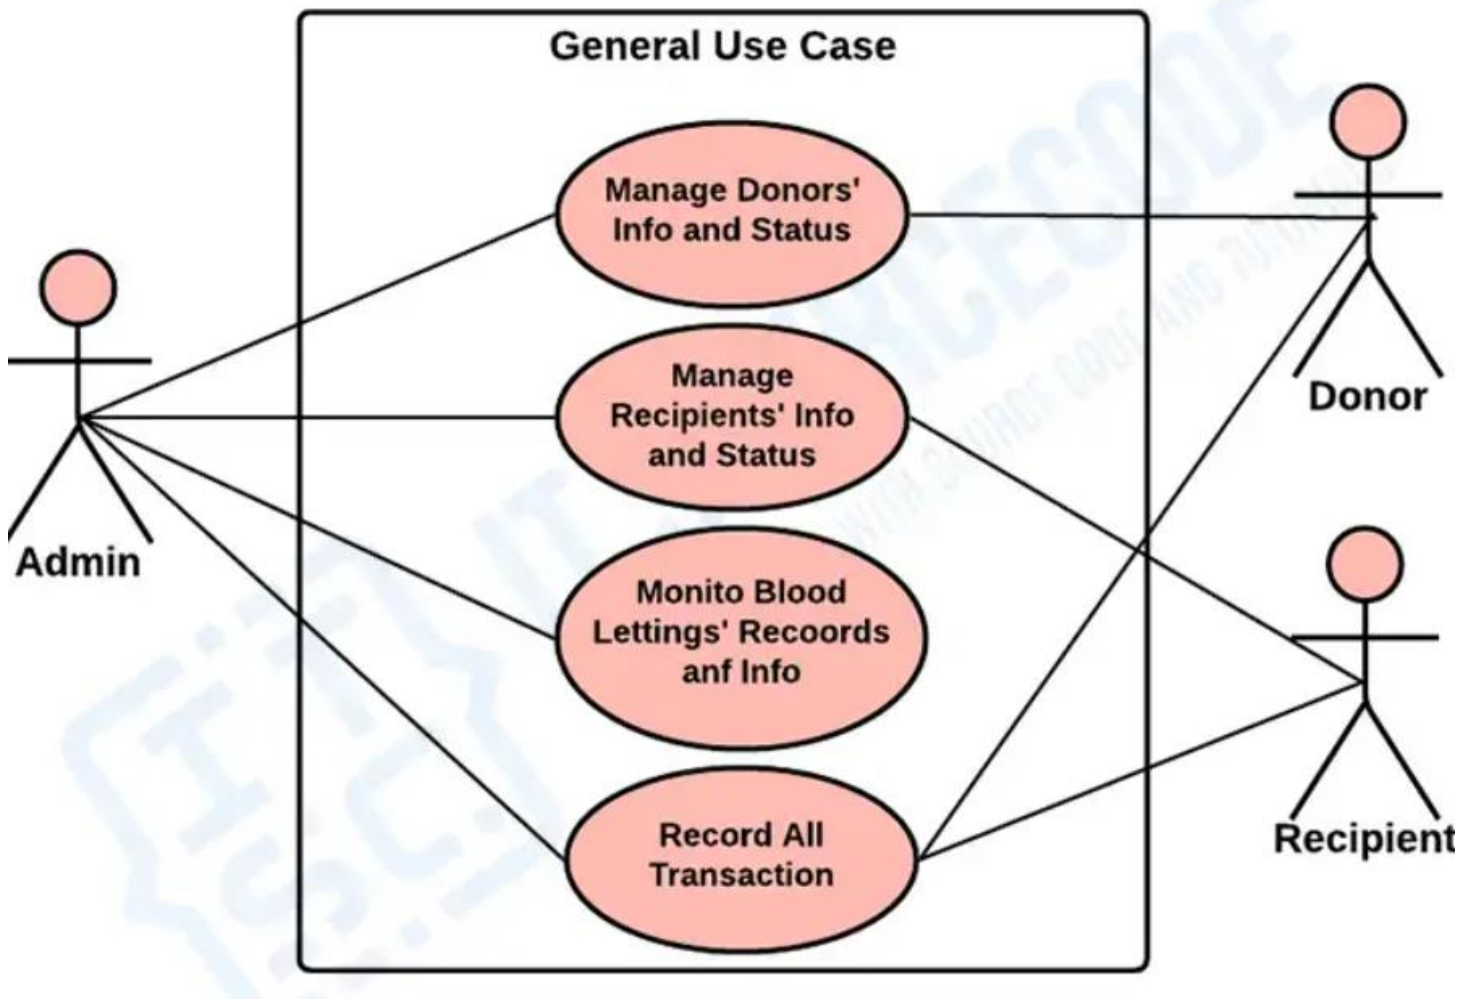 General Use Case
Manage Donors'
Info and Status
Manage
Recipients' Info
and Status
Monito Blood
Lettings' Recoords
anf Info
Record All
Transaction
Admin
Donor
Recipient